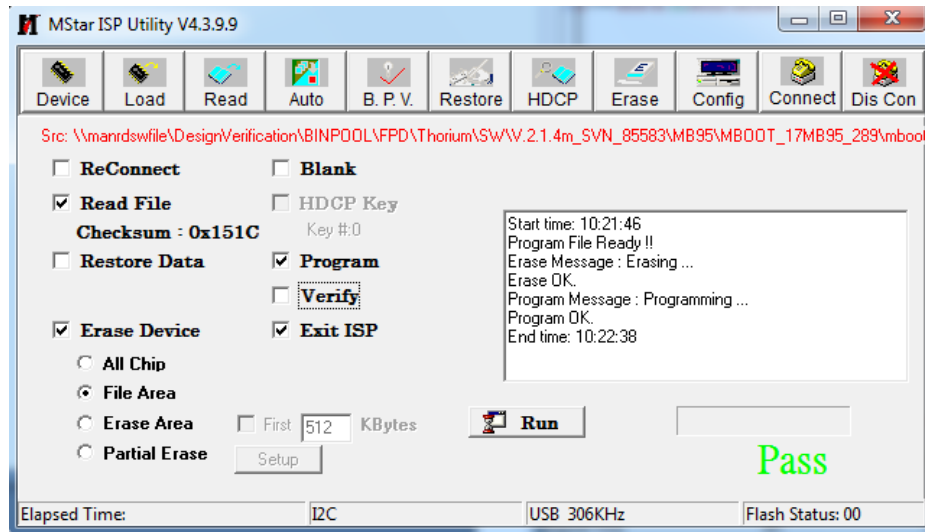 MStar ISP Utility V4.3.9.9
Device Load Read Auto B. P. V. Restore HDCP Erase Config Connect Dis Con
Src: \\manrdswfile\DesignVerification\BINPOOL\FPD\Thorium\SW\V.2.1.4m_SVN_85583\MB95\MBOOT_17MB95_289\mboot
ReConnect Blank
Read File HDCP Key
Checksum : 0x151C Key #:0
Restore Data Program
Verify
Erase Device Exit ISP
All Chip
File Area
Erase Area First 512 KBytes
Partial Erase Setup
Start time: 10:21:46
Program File Ready !!
Erase Message : Erasing ...
Erase OK.
Program Message : Programming ...
Program OK.
End time: 10:22:38
Run
Pass
Elapsed Time: I2C USB 306KHz Flash Status: 00